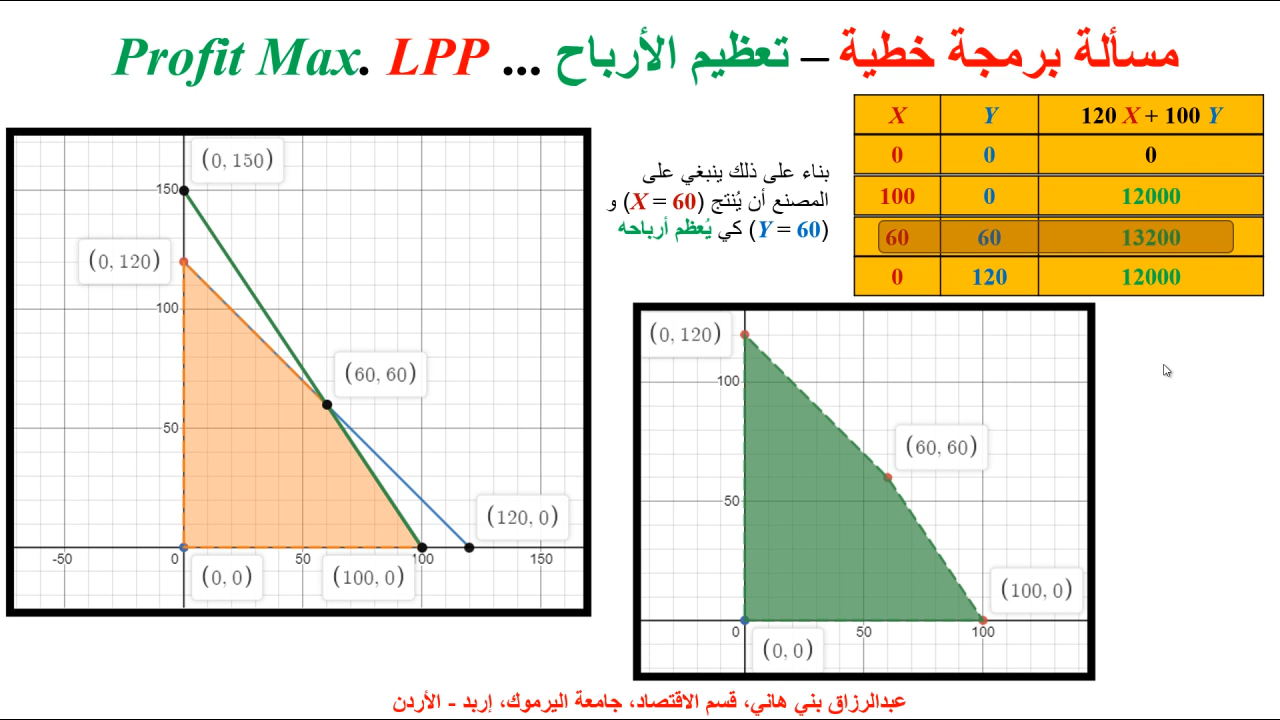 مسألة برمجة خطية – تعظيم الأرباح ... Profit Max. LPP
X Y 120 X + 100 Y
0 0 0
100 0 12000
60 60 13200
0 120 12000
بناء على ذلك ينبغي على
المصنع أن يُنتج (X = 60) و
(Y = 60) كي يُعظم أرباحه
(0, 150)
150
(0, 120)
100
(60, 60)
50
(120, 0)
-50 0 100 150
(0, 0) (100, 0)
(0, 120)
100
(60, 60)
50
(100, 0)
0 50 100
(0, 0)
عبدالرزاق بني هاني، قسم الاقتصاد، جامعة اليرموك، إربد - الأردن